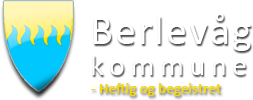 Berlevåg
kommune
- Heftig og begeistret